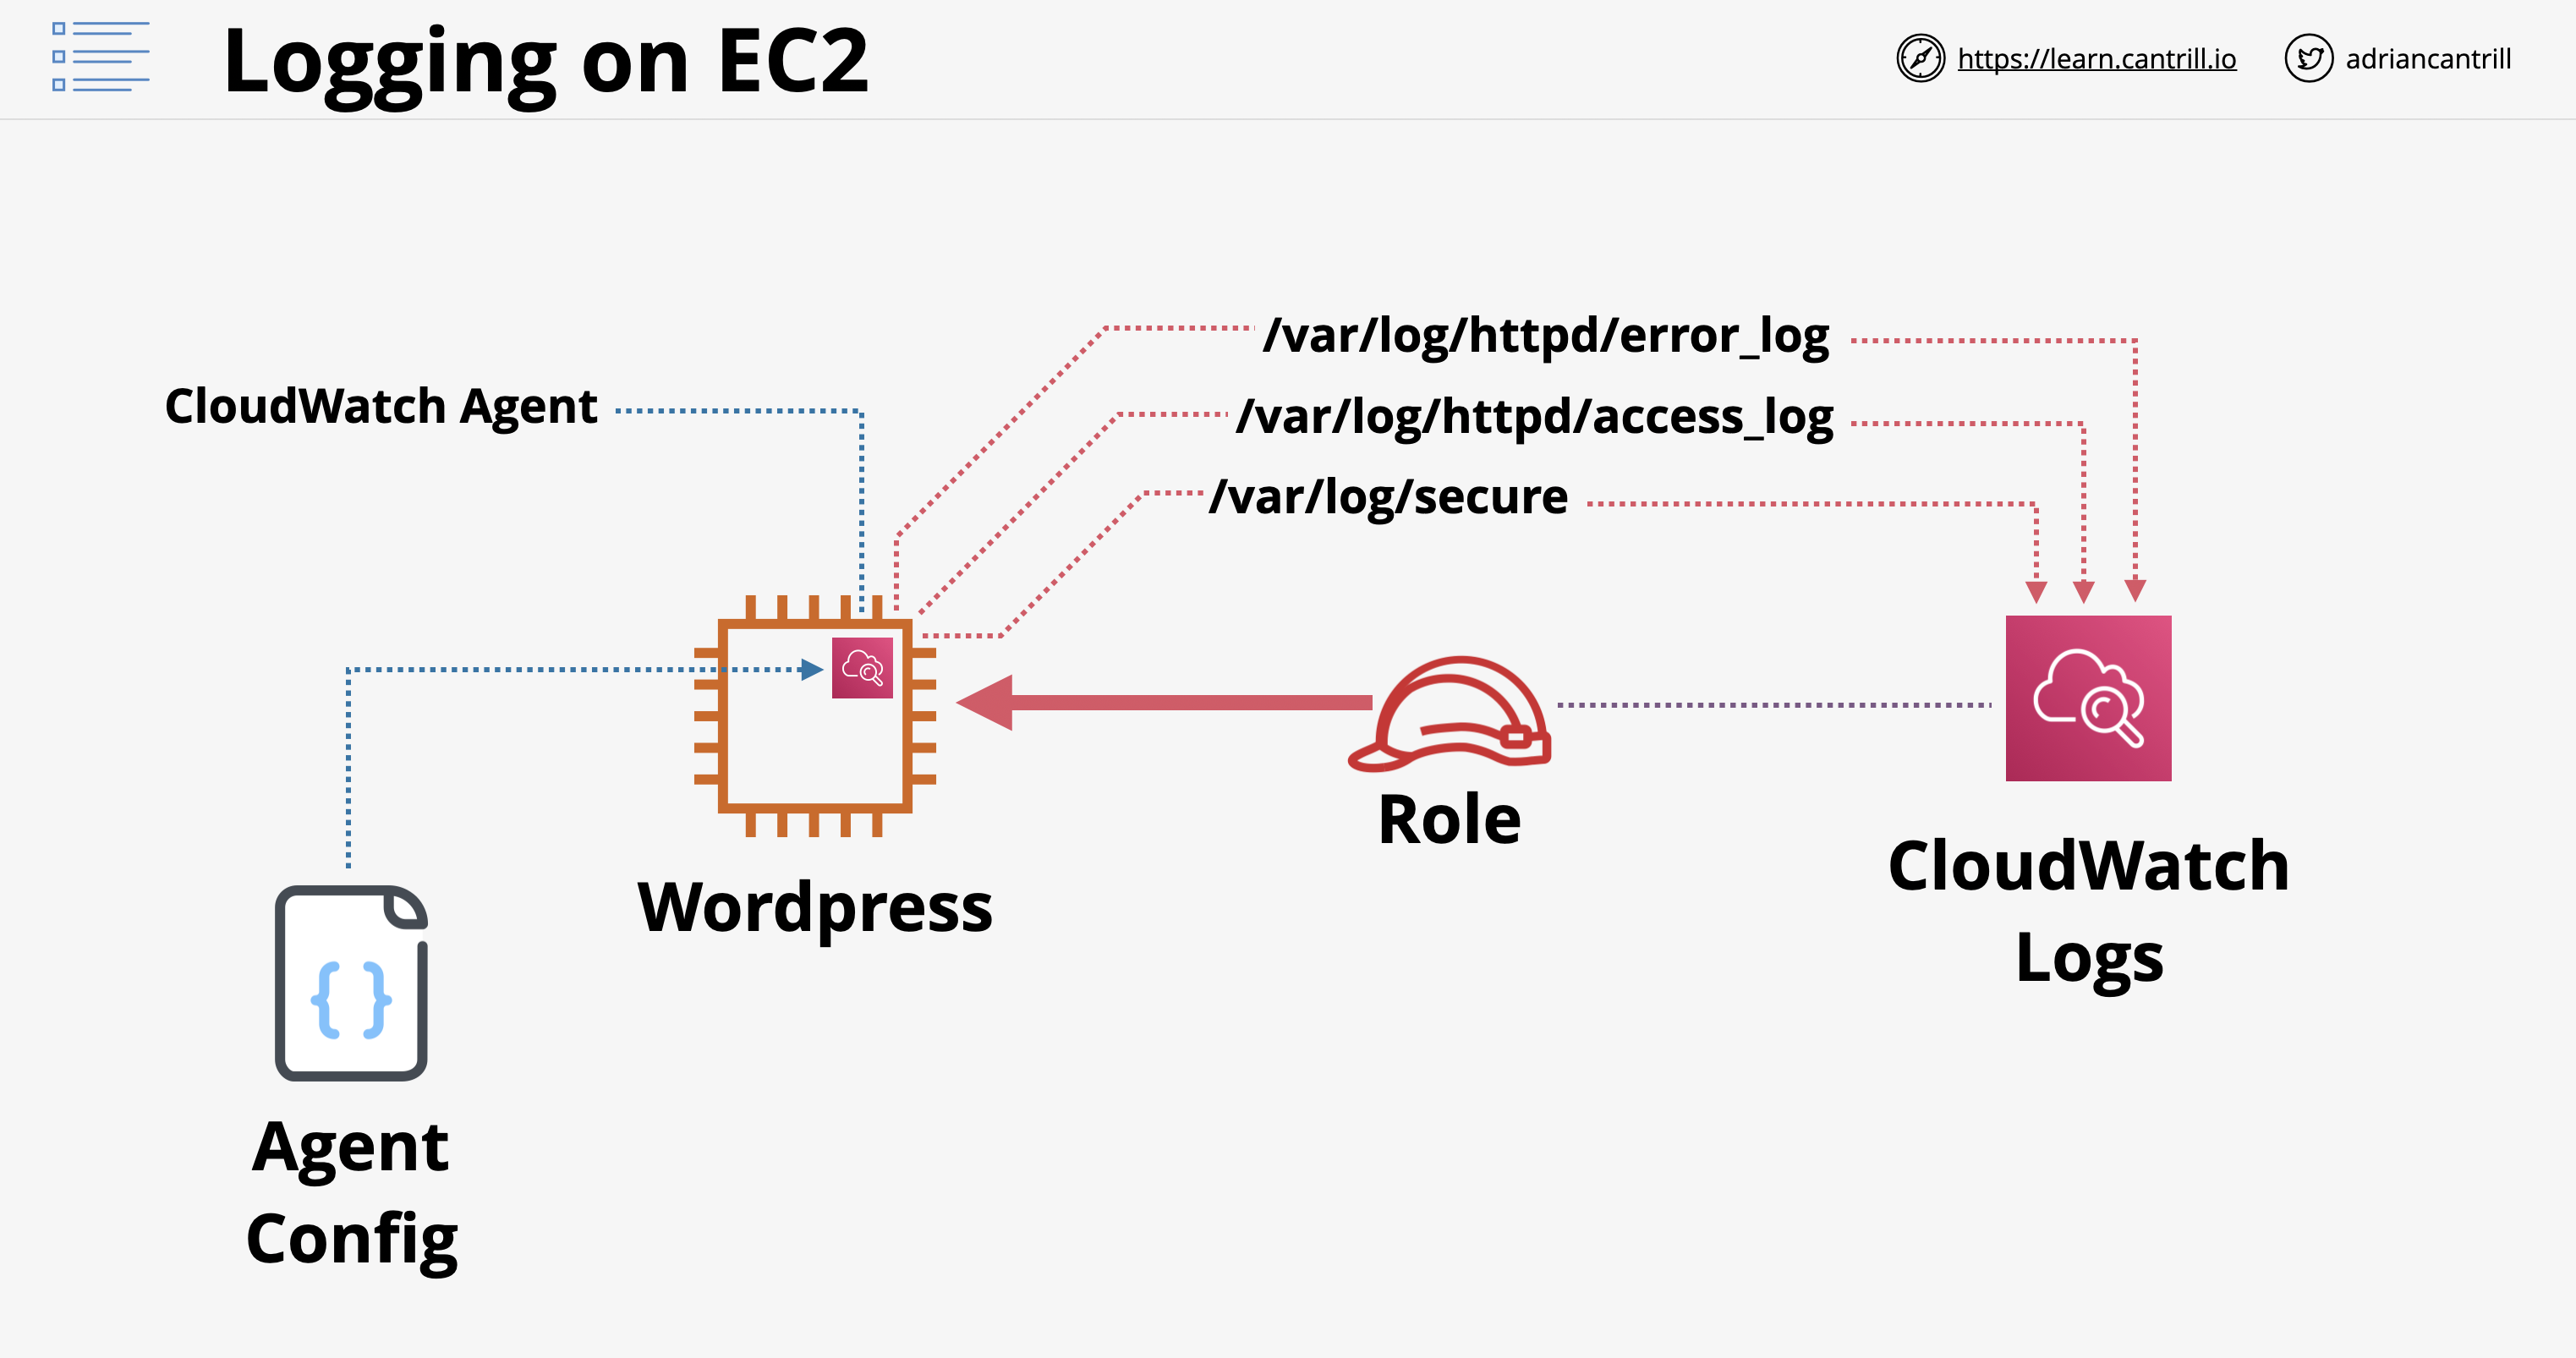 Logging on EC2
https://learn.cantrill.io
adriancantrill
/var/log/httpd/error_log
CloudWatch Agent
/var/log/httpd/access_log
/var/log/secure
Role
Wordpress
CloudWatch
Logs
{ }
Agent
Config